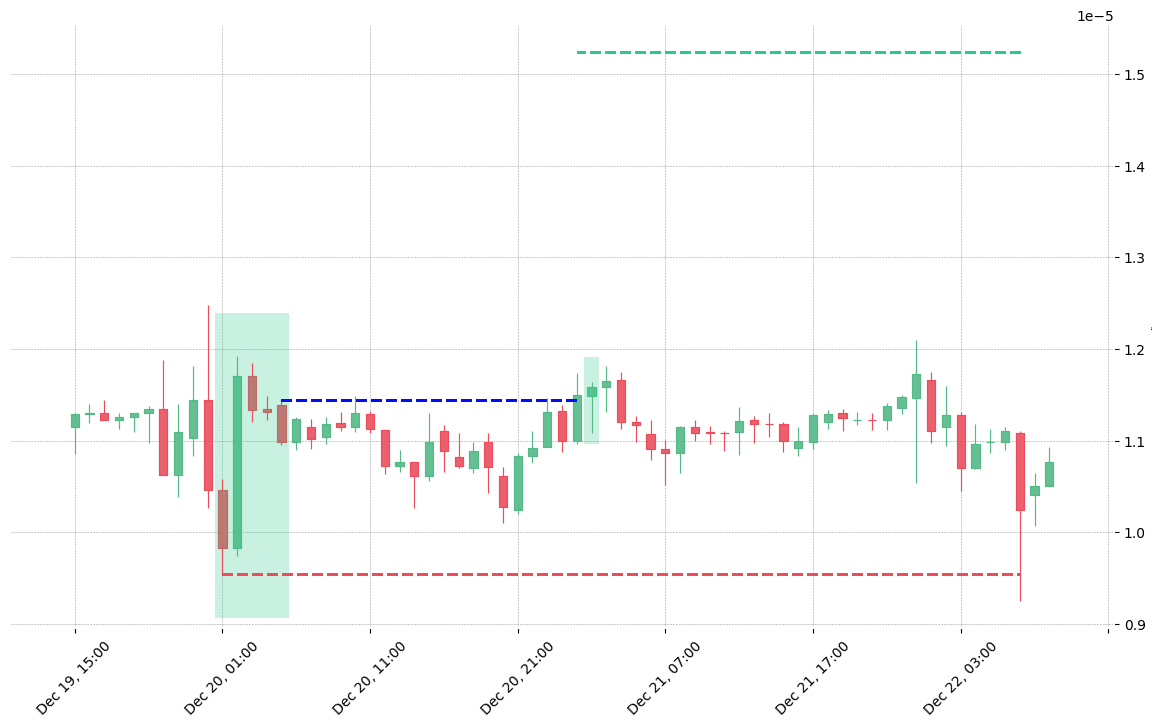 1e−5
1.5
1.4
1.3
1.2
1.1
1.0
0.9
Dec 19, 15:00
Dec 20, 01:00
Dec 20, 11:00
Dec 20, 21:00
Dec 21, 07:00
Dec 21, 17:00
Dec 22, 03:00